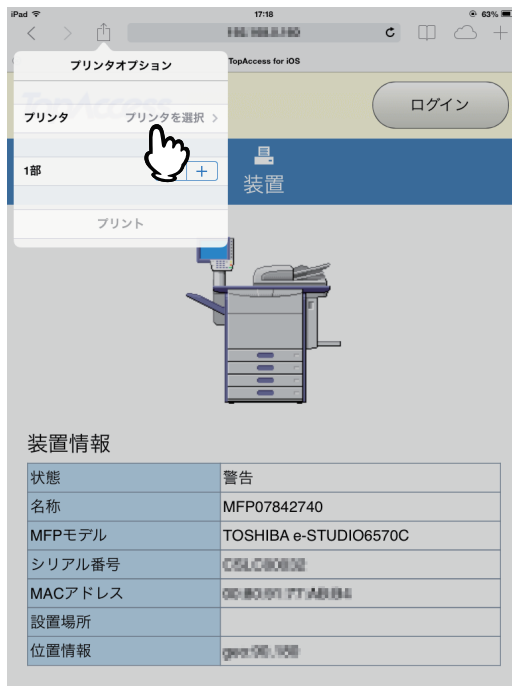 iPad 17:18 63%
TopAccess for iOS
プリンタオプション
TopAccess
ログイン
プリンタ プリンタを選択 >
1部 +
装置
プリント
装置情報
状態 警告
名称 MFP07842740
MFPモデル TOSHIBA e-STUDIO6570C
シリアル番号
MACアドレス
設置場所
位置情報